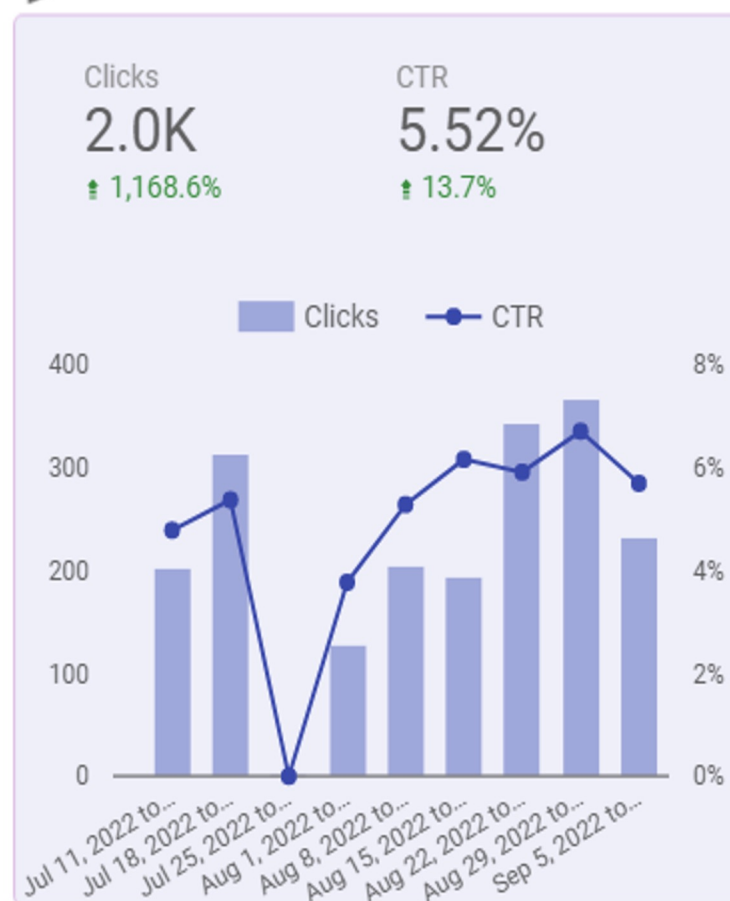 Clicks CTR
2.0K 5.52%
1,168.6% 13.7%
Clicks CTR
400 8%
300 6%
200 4%
100 2%
0 0%
Jul 11, 2022 to...
Jul 18, 2022 to...
Jul 25, 2022 to...
Aug 1, 2022 to...
Aug 8, 2022 to...
Aug 15, 2022 to...
Aug 22, 2022 to...
Aug 29, 2022 to...
Sep 5, 2022 to...